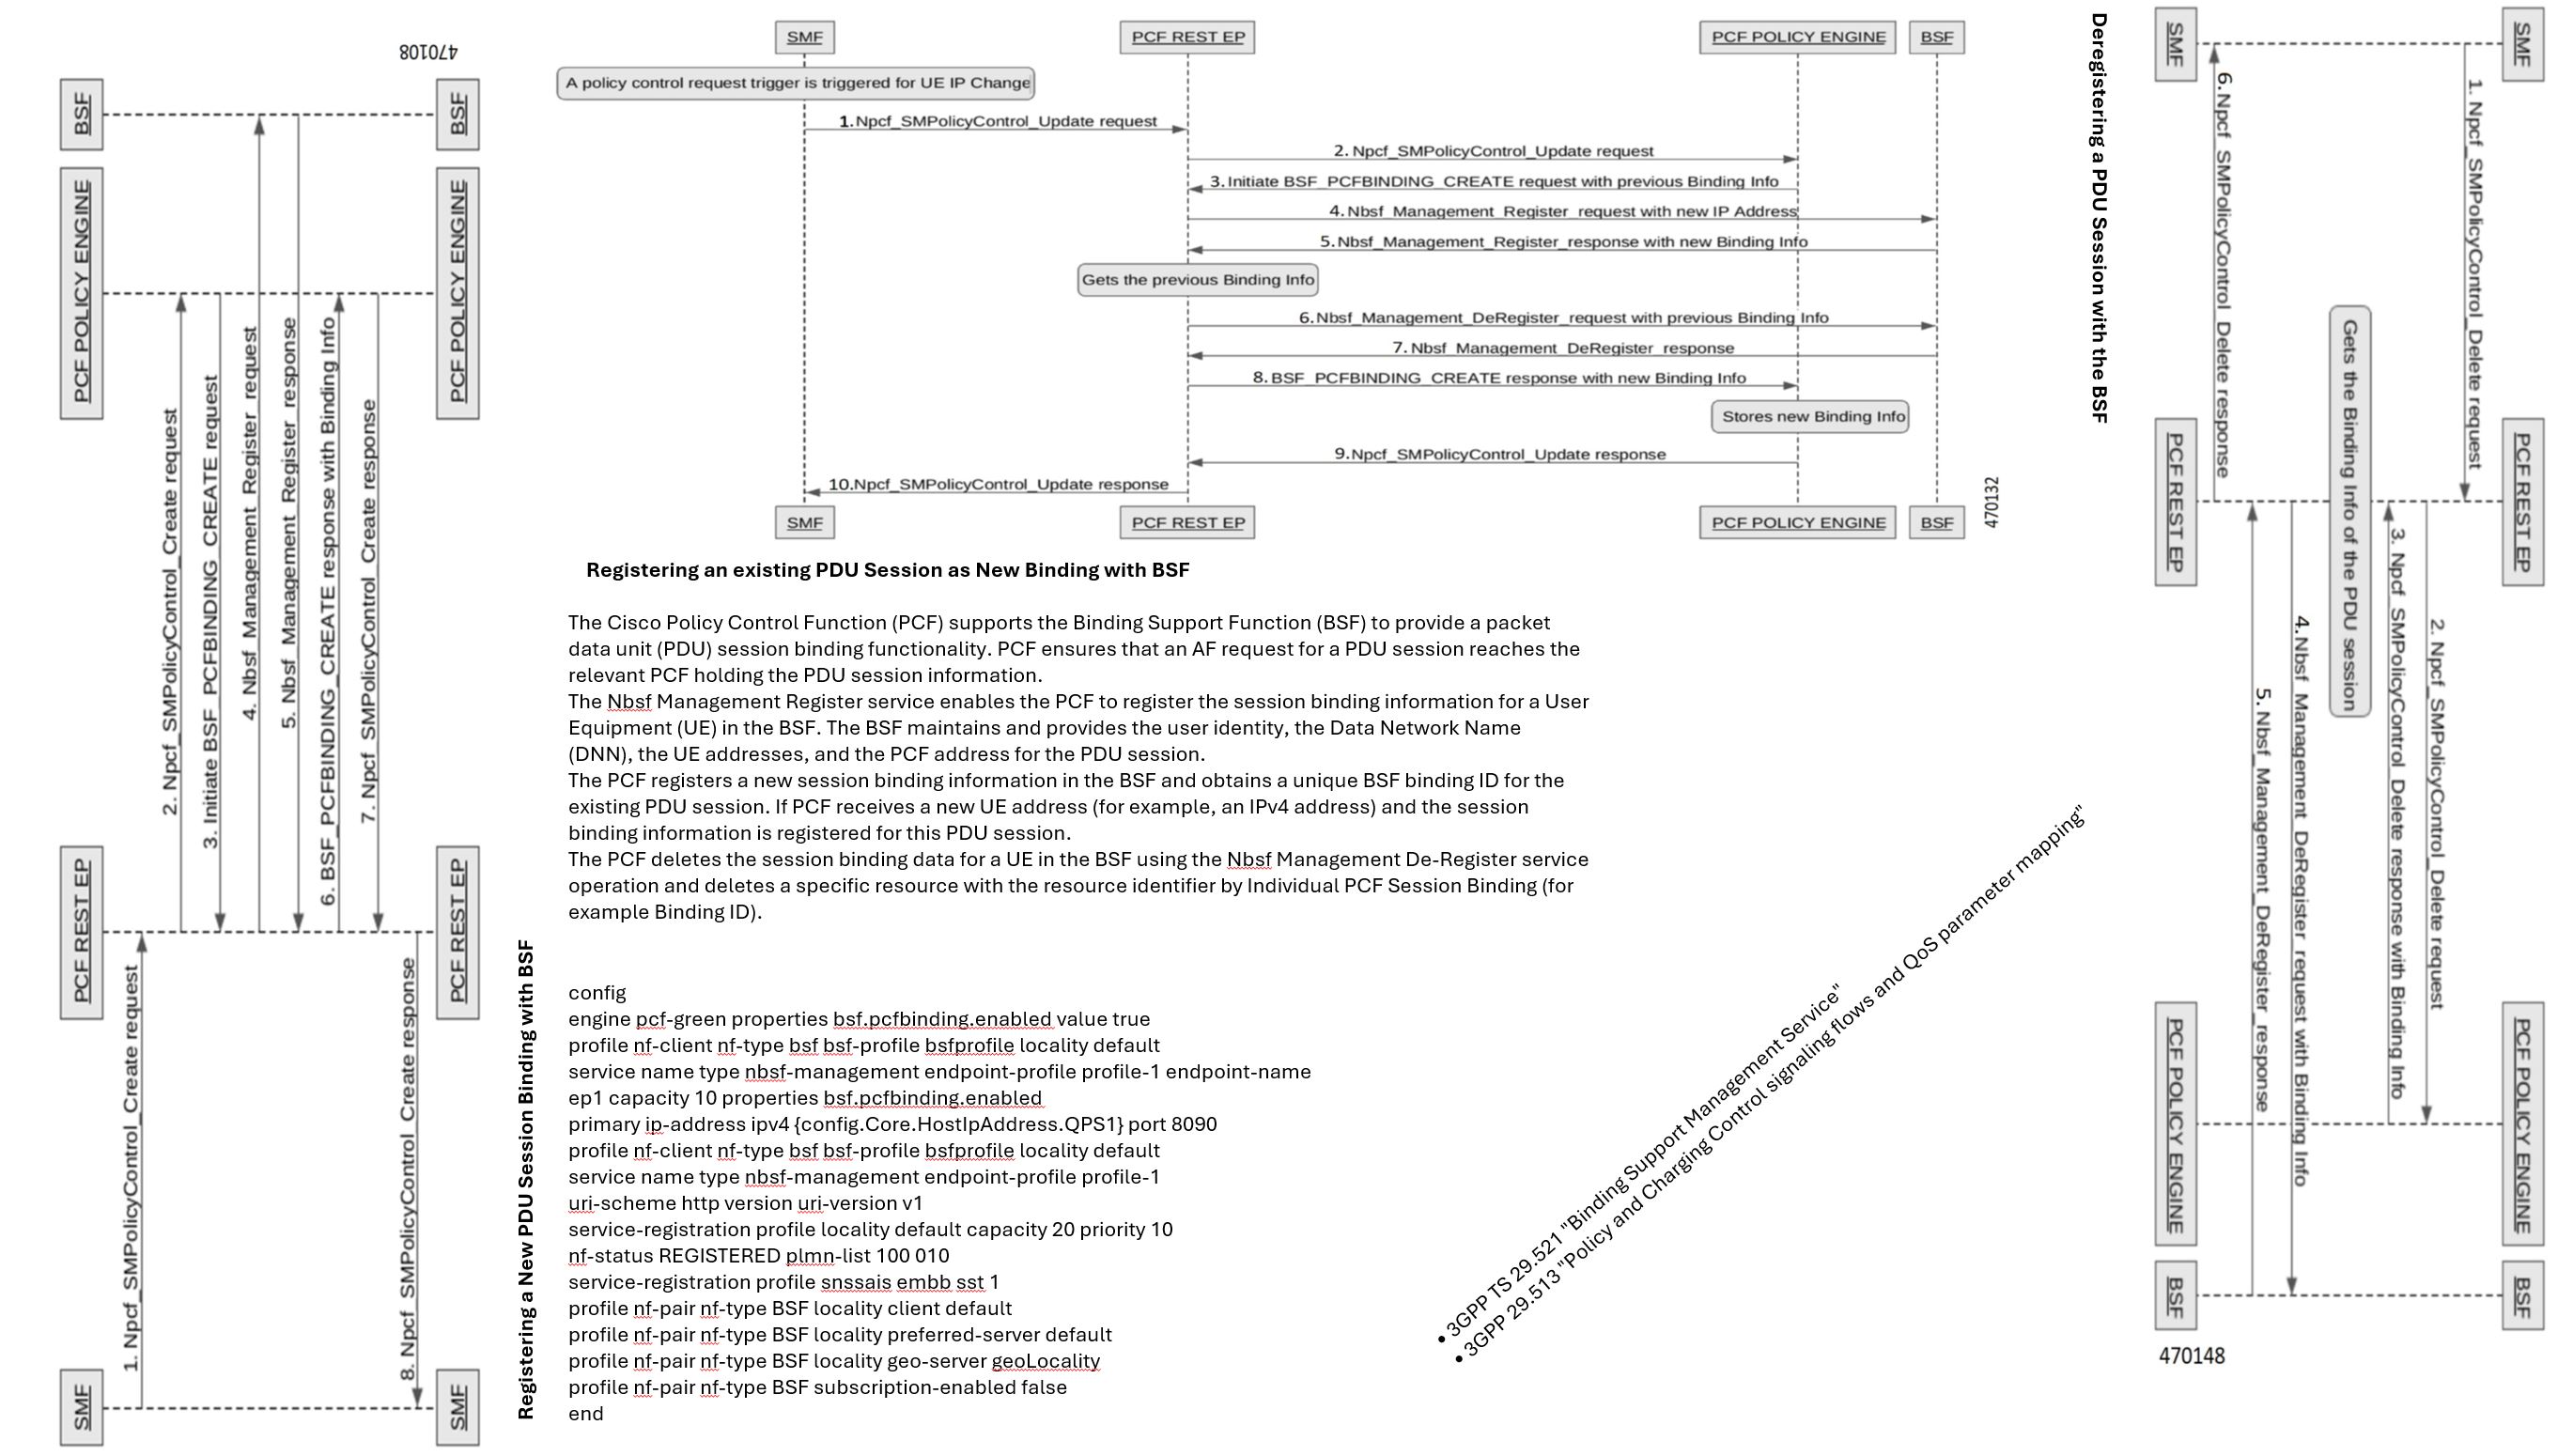 470108
BSF
BSF
PCF POLICY ENGINE
PCF POLICY ENGINE
PCF REST EP
PCF REST EP
SMF
SMF
1. Npcf_SMPolicyControl_Create request
2. Npcf_SMPolicyControl_Create request
3. Initiate BSF_PCFBINDING_CREATE request
4. Nbsf_Management_Register_request
5. Nbsf_Management_Register_response
6. BSF_PCFBINDING_CREATE response with Binding Info
7. Npcf_SMPolicyControl_Create response
8. Npcf_SMPolicyControl_Create response
Registering a New PDU Session Binding with BSF
SMF
PCF REST EP
PCF POLICY ENGINE
BSF
A policy control request trigger is triggered for UE IP Change
1.Npcf_SMPolicyControl_Update request
2. Npcf_SMPolicyControl_Update request
3.Initiate BSF_PCFBINDING_CREATE request with previous Binding Info
4.Nbsf_Management_Register_request with new IP Address
5.Nbsf_Management_Register_response with new Binding Info
Gets the previous Binding Info
6.Nbsf_Management_DeRegister_request with previous Binding Info
7. Nbsf_Management_DeRegister_response
8. BSF_PCFBINDING_CREATE response with new Binding Info
Stores new Binding Info
9.Npcf_SMPolicyControl_Update response
10.Npcf_SMPolicyControl_Update response
SMF
PCF REST EP
PCF POLICY ENGINE
BSF
470132
Registering an existing PDU Session as New Binding with BSF
The Cisco Policy Control Function (PCF) supports the Binding Support Function (BSF) to provide a packet
data unit (PDU) session binding functionality. PCF ensures that an AF request for a PDU session reaches the
relevant PCF holding the PDU session information.
The Nbsf Management Register service enables the PCF to register the session binding information for a User
Equipment (UE) in the BSF. The BSF maintains and provides the user identity, the Data Network Name
(DNN), the UE addresses, and the PCF address for the PDU session.
The PCF registers a new session binding information in the BSF and obtains a unique BSF binding ID for the
existing PDU session. If PCF receives a new UE address (for example, an IPv4 address) and the session
binding information is registered for this PDU session.
The PCF deletes the session binding data for a UE in the BSF using the Nbsf Management De-Register service
operation and deletes a specific resource with the resource identifier by Individual PCF Session Binding (for
example Binding ID).
config
engine pcf-green properties bsf.pcfbinding.enabled value true
profile nf-client nf-type bsf bsf-profile bsfprofile locality default
service name type nbsf-management endpoint-profile profile-1 endpoint-name
ep1 capacity 10 properties bsf.pcfbinding.enabled
primary ip-address ipv4 {config.Core.HostIpAddress.QPS1} port 8090
profile nf-client nf-type bsf bsf-profile bsfprofile locality default
service name type nbsf-management endpoint-profile profile-1
uri-scheme http version uri-version v1
service-registration profile locality default capacity 20 priority 10
nf-status REGISTERED plmn-list 100 010
service-registration profile snssais embb sst 1
profile nf-pair nf-type BSF locality client default
profile nf-pair nf-type BSF locality preferred-server default
profile nf-pair nf-type BSF locality geo-server geoLocality
profile nf-pair nf-type BSF subscription-enabled false
end
• 3GPP TS 29.521 "Binding Support Management Service"
• 3GPP 29.513 "Policy and Charging Control signaling flows and QoS parameter mapping"
Deregistering a PDU Session with the BSF
SMF
SMF
PCF REST EP
PCF REST EP
PCF POLICY ENGINE
PCF POLICY ENGINE
BSF
BSF
1. Npcf_SMPolicyControl_Delete request
2. Npcf_SMPolicyControl_Delete request
3. Npcf_SMPolicyControl_Delete response with Binding Info
Gets the Binding Info of the PDU session
4.Nbsf_Management_DeRegister_request with Binding Info
5. Nbsf_Management_DeRegister_response
6. Npcf_SMPolicyControl_Delete response
470148